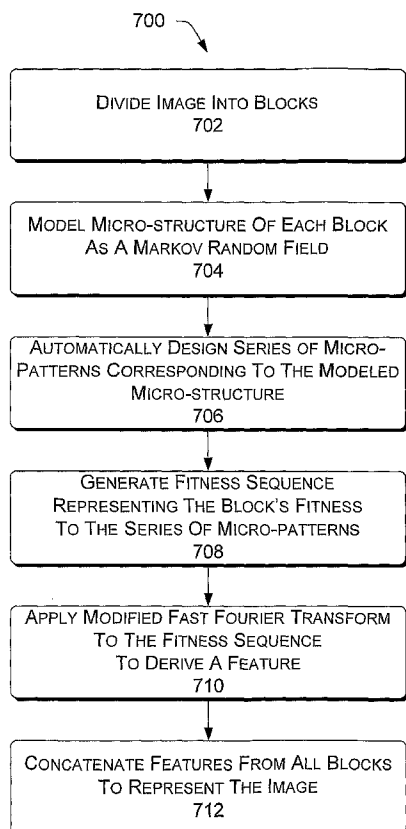 700
DIVIDE IMAGE INTO BLOCKS
702
MODEL MICRO-STRUCTURE OF EACH BLOCK
AS A MARKOV RANDOM FIELD
704
AUTOMATICALLY DESIGN SERIES OF MICRO-
PATTERNS CORRESPONDING TO THE MODELED
MICRO-STRUCTURE
706
GENERATE FITNESS SEQUENCE
REPRESENTING THE BLOCK'S FITNESS
TO THE SERIES OF MICRO-PATTERNS
708
APPLY MODIFIED FAST FOURIER TRANSFORM
TO THE FITNESS SEQUENCE
TO DERIVE A FEATURE
710
CONCATENATE FEATURES FROM ALL BLOCKS
TO REPRESENT THE IMAGE
712